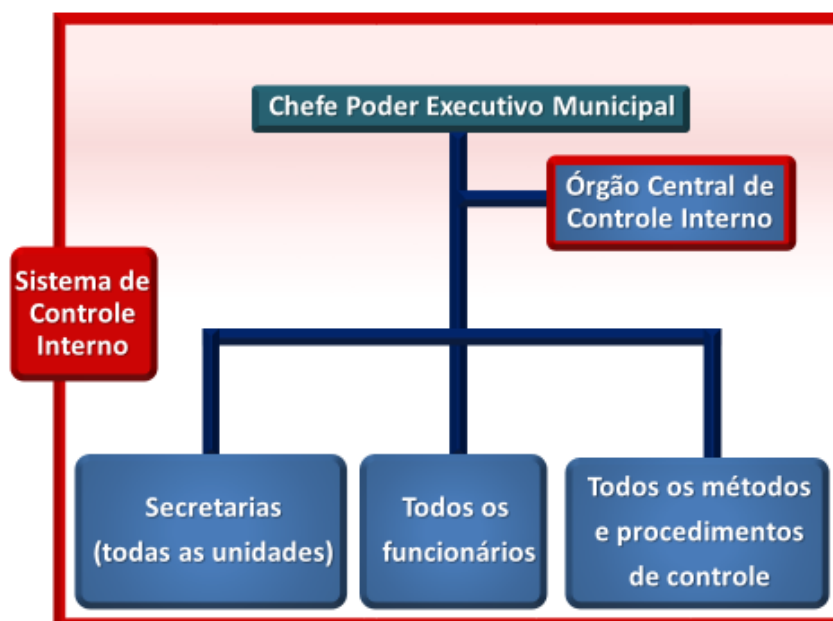 Chefe Poder Executivo Municipal
Órgão Central de
Controle Interno
Sistema de
Controle
Interno
Secretarias
(todas as unidades)
Todos os
funcionários
Todos os métodos
e procedimentos
de controle